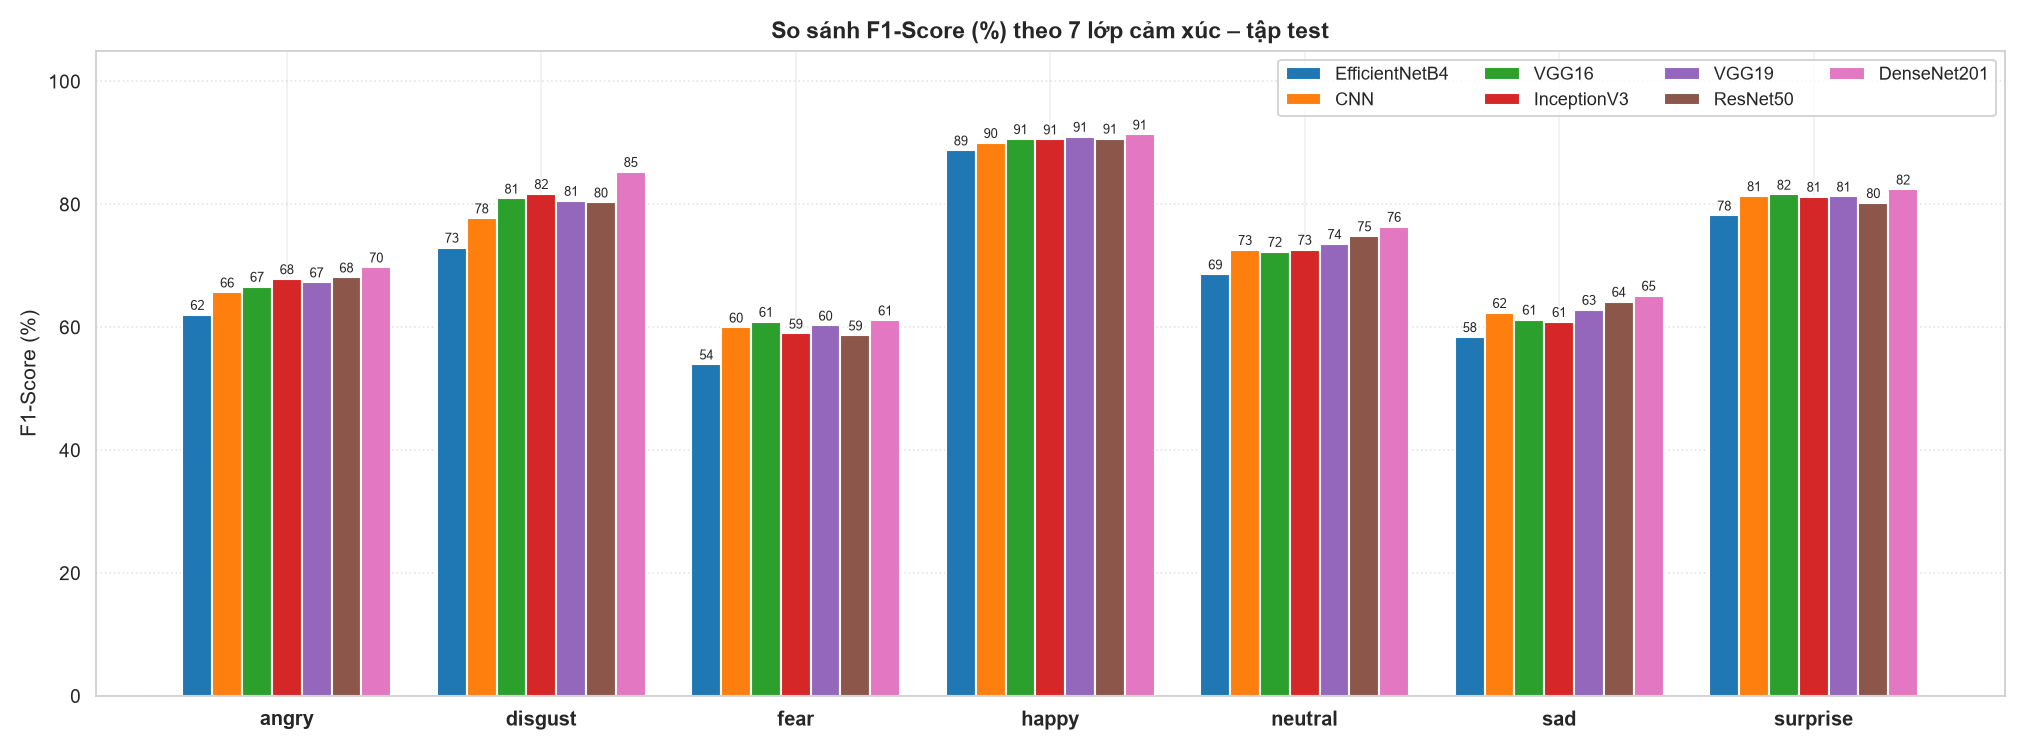 So sánh F1-Score (%) theo 7 lớp cảm xúc – tập test
EfficientNetB4 VGG16 VGG19 DenseNet201
CNN InceptionV3 ResNet50
F1-Score (%)
100
80
60
40
20
0
62 66 67 68 67 68 70
73 78 81 82 81 80 85
54 60 61 59 60 59 61
89 90 91 91 91 91 91
69 73 72 73 74 75 76
58 62 61 61 63 64 65
78 81 82 81 81 80 82
angry disgust fear happy neutral sad surprise